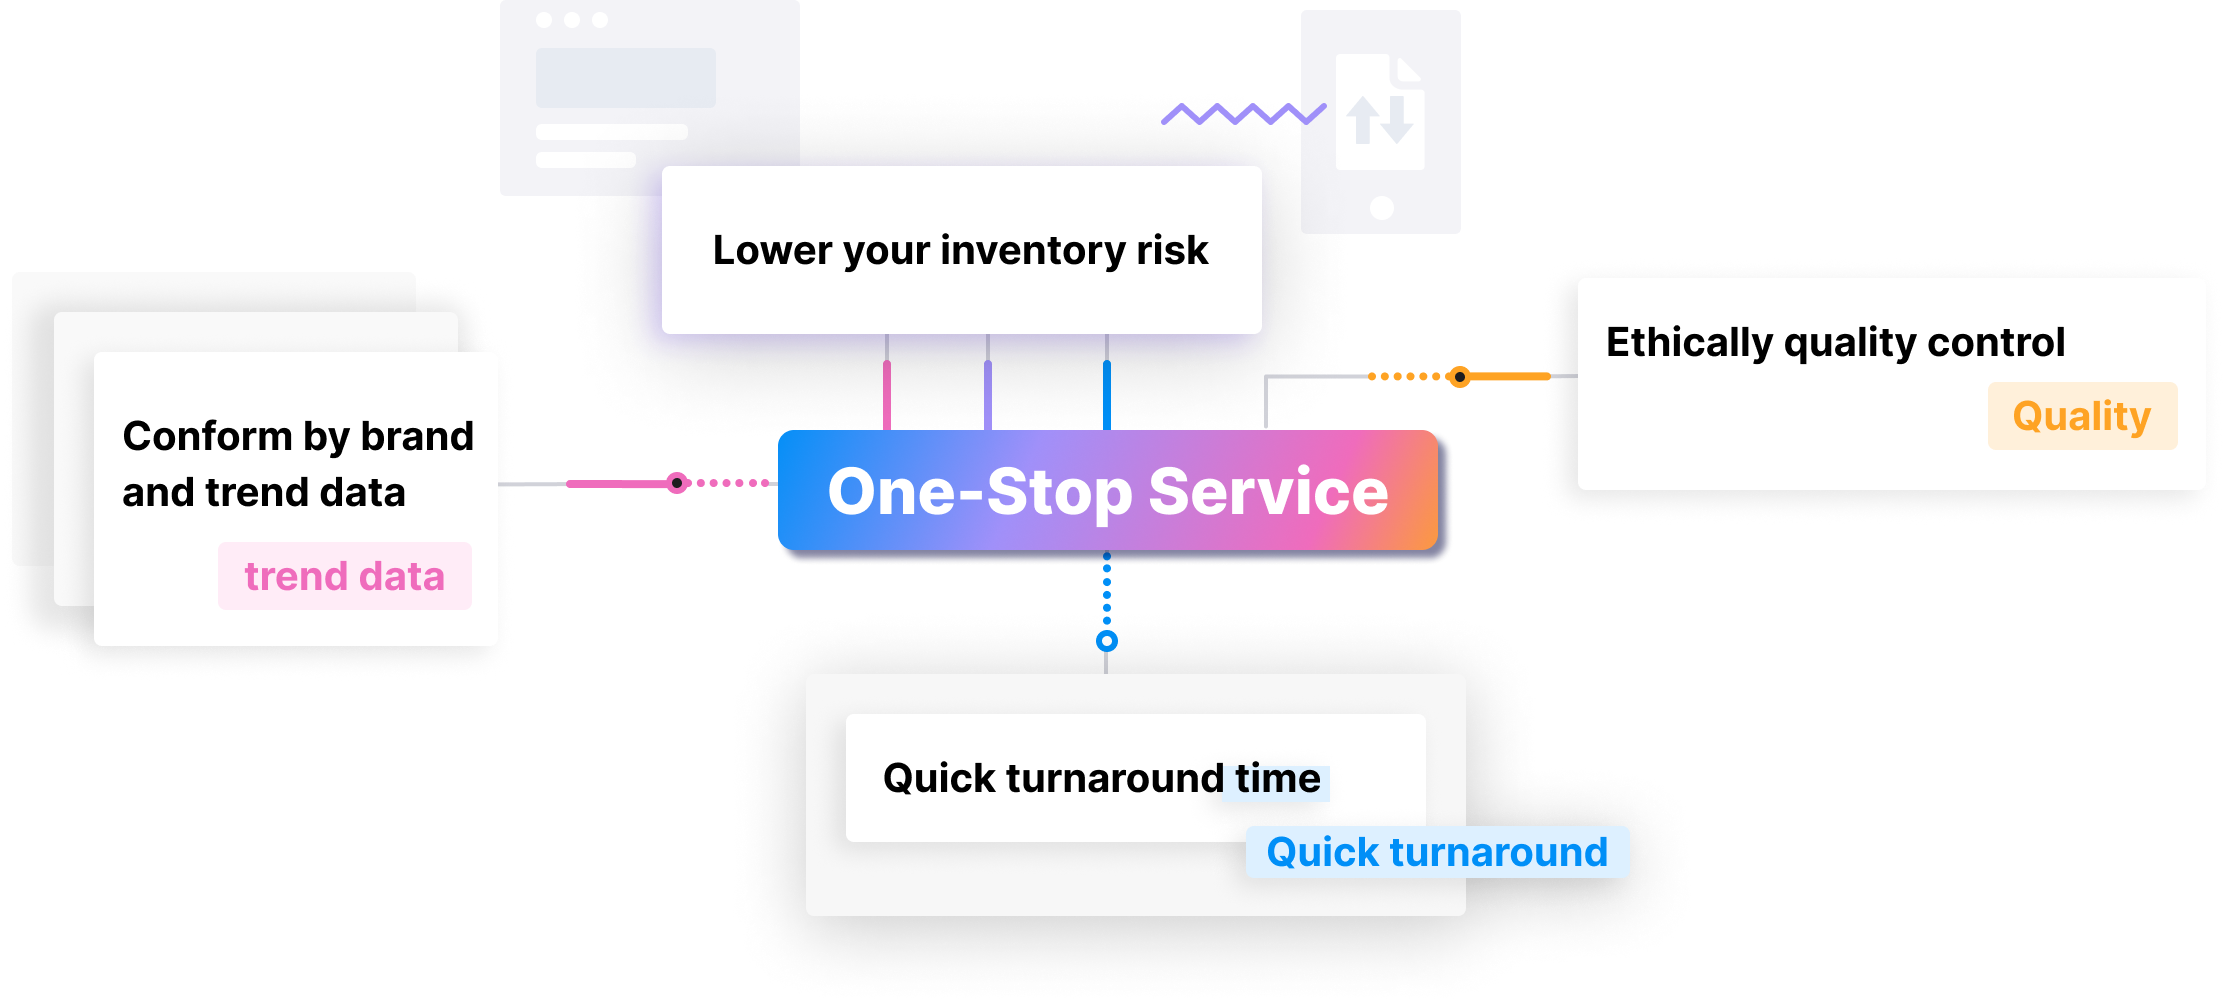 Lower your inventory risk
Ethically quality control
Quality
Conform by brand
and trend data
trend data
One-Stop Service
Quick turnaround time
Quick turnaround